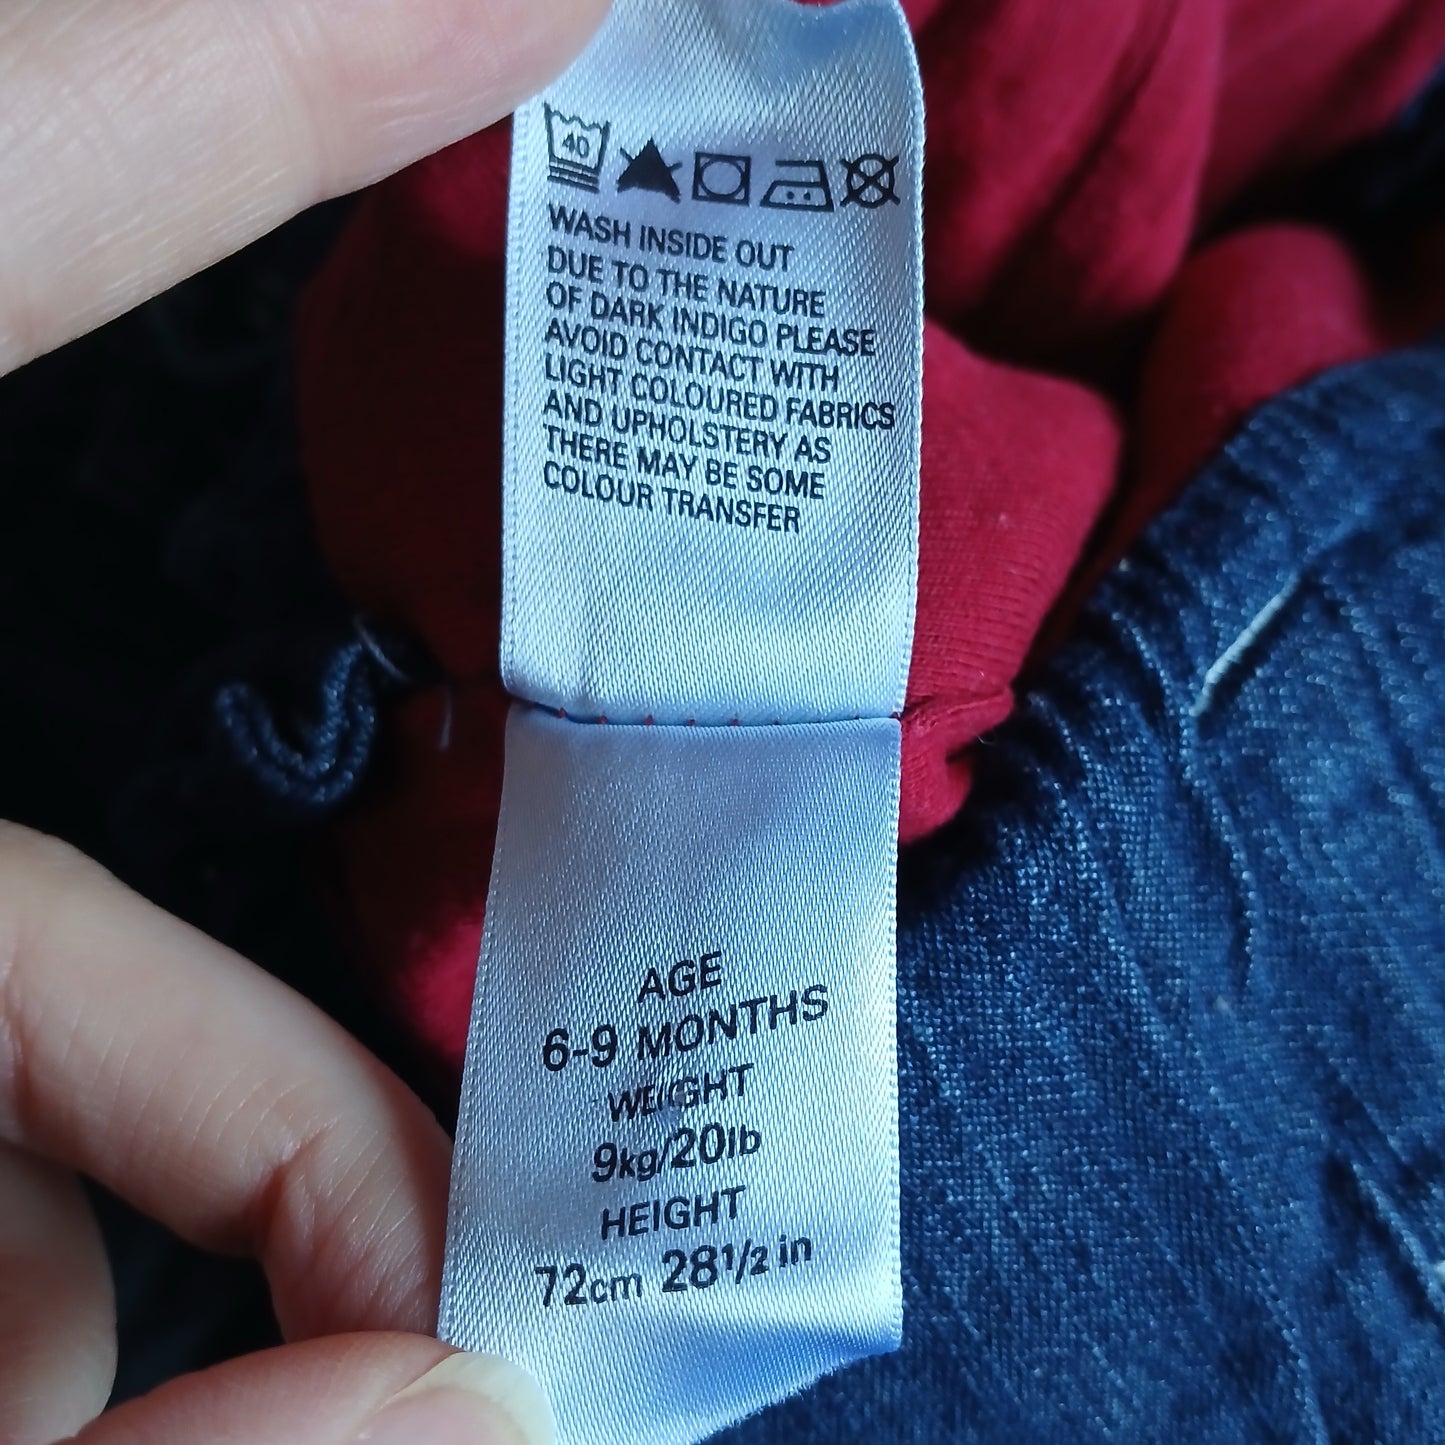 40
WASH INSIDE OUT
DUE TO THE NATURE
OF DARK INDIGO PLEASE
AVOID CONTACT WITH
LIGHT COLOURED FABRICS
AND UPHOLSTERY AS
THERE MAY BE SOME
COLOUR TRANSFER
AGE
6-9 MONTHS
WEIGHT
9kg/20lb
HEIGHT
72cm 28 1/2 in